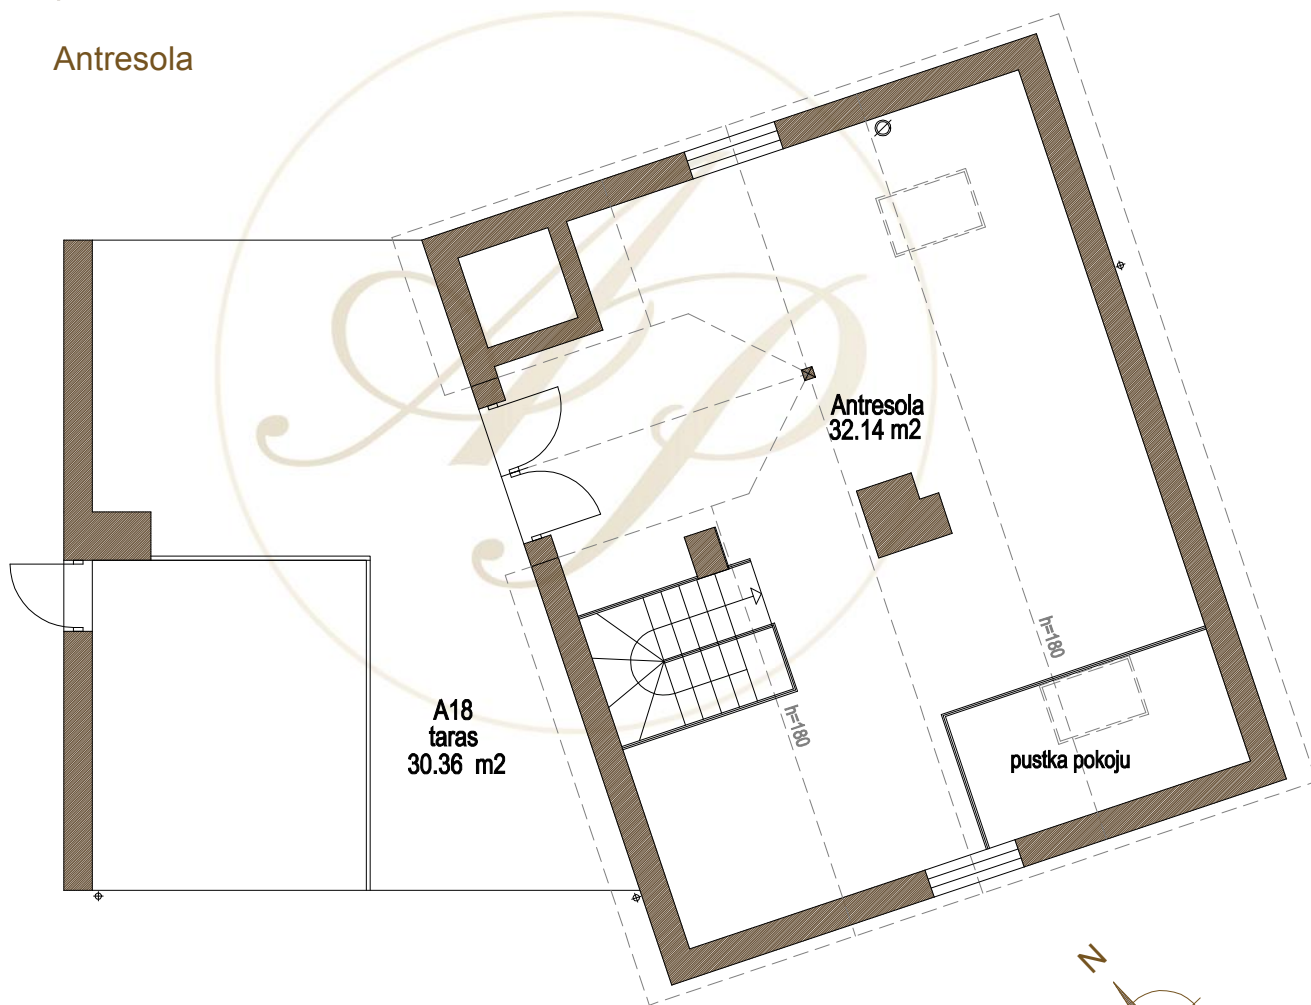 Antresola
Antresola
32.14 m2
h=180
A18
taras
30.36 m2
h=180
pustka pokoju
N